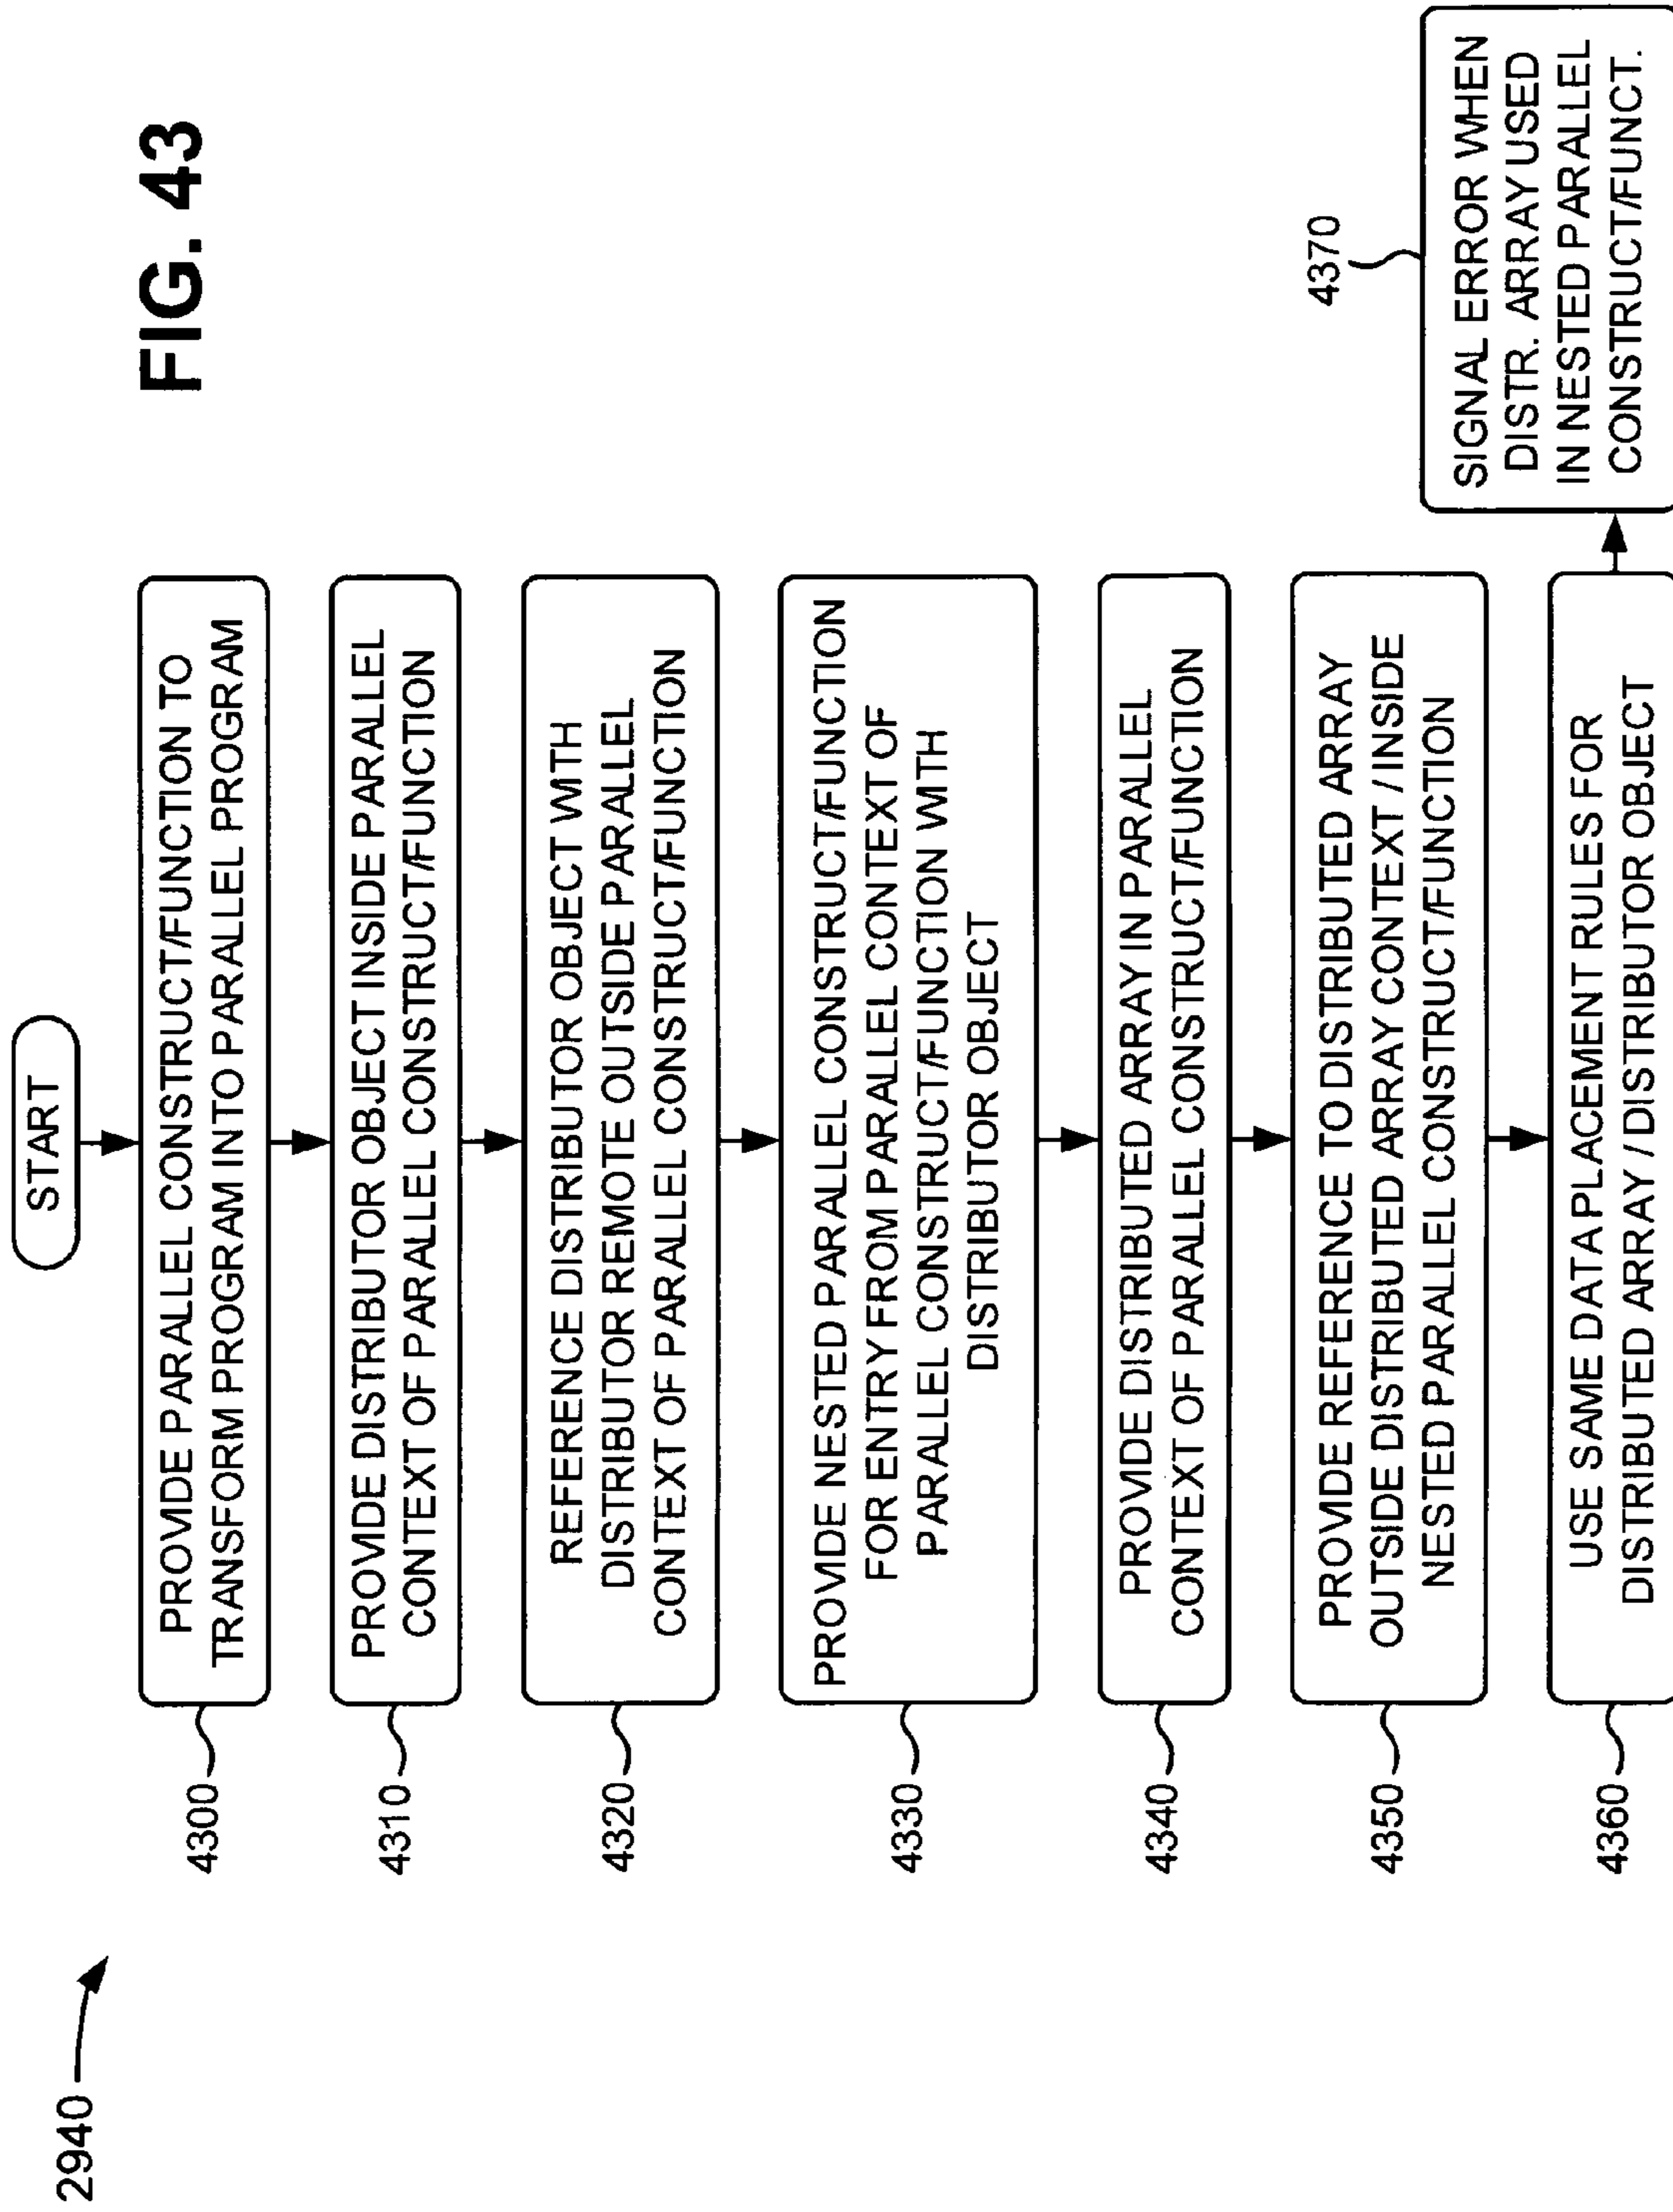 2940
FIG. 43
START
4300
PROVIDE PARALLEL CONSTRUCT/FUNCTION TO
TRANSFORM PROGRAM INTO PARALLEL PROGRAM
4310
PROVIDE DISTRIBUTOR OBJECT INSIDE PARALLEL
CONTEXT OF PARALLEL CONSTRUCT/FUNCTION
4320
REFERENCE DISTRIBUTOR OBJECT WITH
DISTRIBUTOR REMOTE OUTSIDE PARALLEL
CONTEXT OF PARALLEL CONSTRUCT/FUNCTION
4330
PROVIDE NESTED PARALLEL CONSTRUCT/FUNCTION
FOR ENTRY FROM PARALLEL CONTEXT OF
PARALLEL CONSTRUCT/FUNCTION WITH
DISTRIBUTOR OBJECT
4340
PROVIDE DISTRIBUTED ARRAY IN PARALLEL
CONTEXT OF PARALLEL CONSTRUCT/FUNCTION
4350
PROVIDE REFERENCE TO DISTRIBUTED ARRAY
OUTSIDE DISTRIBUTED ARRAY CONTEXT / INSIDE
NESTED PARALLEL CONSTRUCT/FUNCTION
4360
USE SAME DATA PLACEMENT RULES FOR
DISTRIBUTED ARRAY / DISTRIBUTOR OBJECT
4370
SIGNAL ERROR WHEN
DISTR. ARRAY USED
IN NESTED PARALLEL
CONSTRUCT/FUNCT.